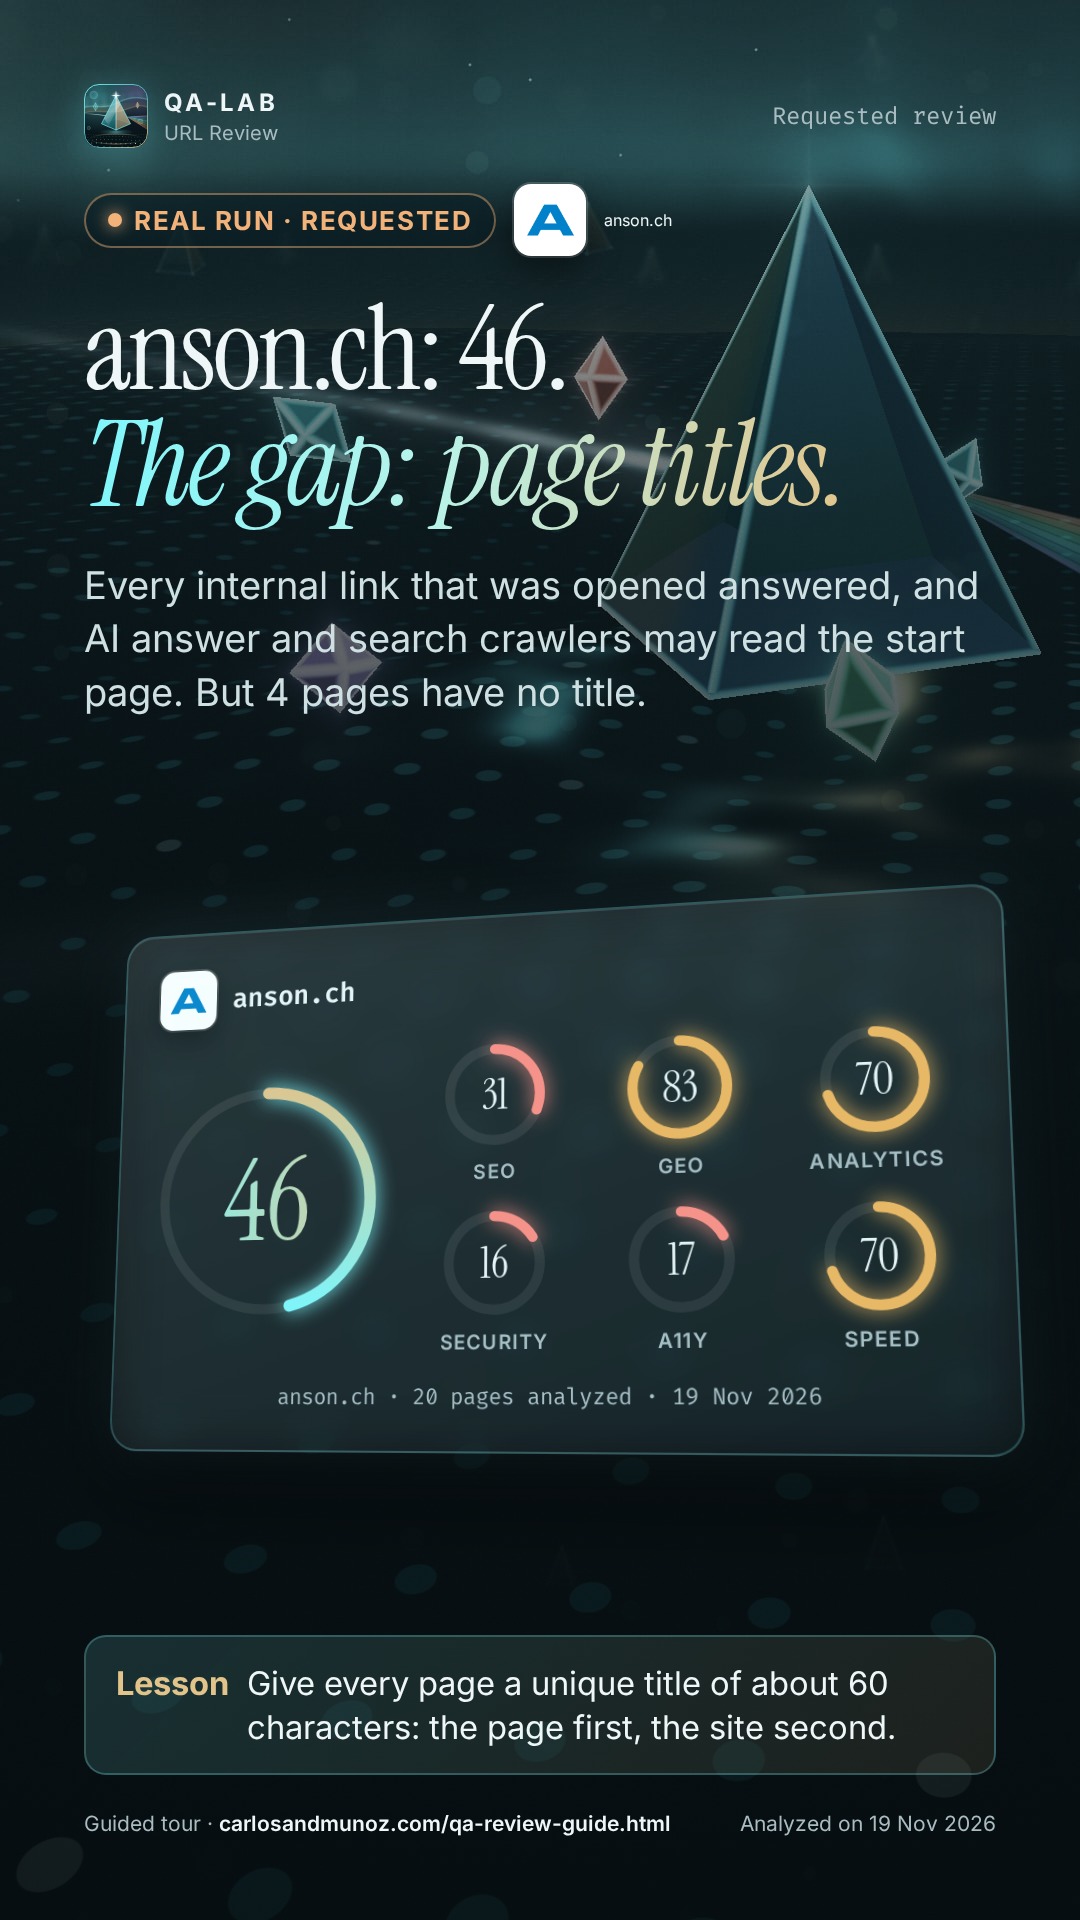 QA-LAB
URL Review
Requested review
REAL RUN · REQUESTED
A
anson.ch
anson.ch: 46.
The gap: page titles.
Every internal link that was opened answered, and
AI answer and search crawlers may read the start
page. But 4 pages have no title.
A
anson.ch
46
31
SEO
83
GEO
70
ANALYTICS
16
SECURITY
17
A11Y
70
SPEED
anson.ch · 20 pages analyzed · 19 Nov 2026
Lesson Give every page a unique title of about 60
characters: the page first, the site second.
Guided tour · carlosandmunoz.com/qa-review-guide.html
Analyzed on 19 Nov 2026